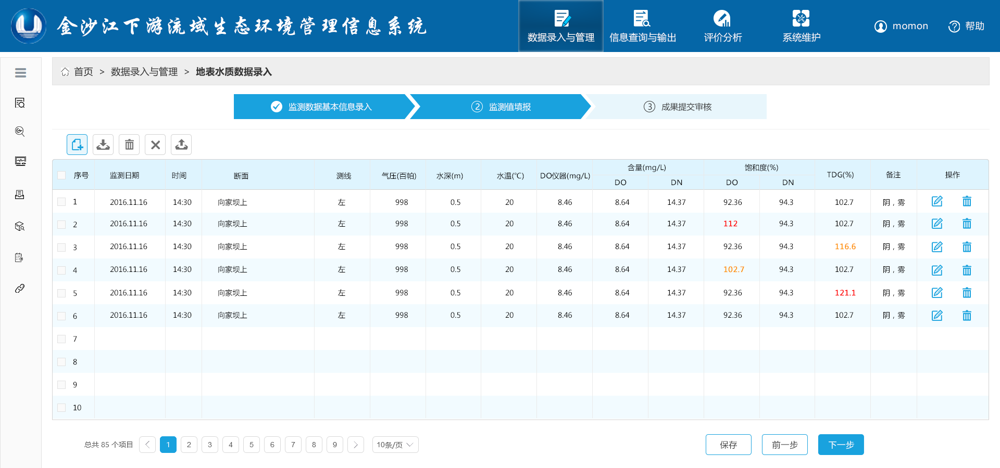 金沙江下游流域生态环境管理信息系统
数据录入与管理 信息查询与输出 评价分析 系统维护 momon 帮助
首页 > 数据录入与管理 > 地表水质数据录入
监测数据基本信息录入 2 监测值填报 3 成果提交审核
序号 监测日期 时间 断面 测线 气压(百帕) 水深(m) 水温(℃) DO仪器(mg/L) 含量(mg/L) 饱和度(%) TDG(%) 备注 操作
DO DN DO DN
1 2016.11.16 14:30 向家坝上 左 998 0.5 20 8.46 8.64 14.37 92.36 94.3 102.7 阴，雾
2 2016.11.16 14:30 向家坝上 左 998 0.5 20 8.46 8.64 14.37 112 94.3 102.7 阴，雾
3 2016.11.16 14:30 向家坝上 左 998 0.5 20 8.46 8.64 14.37 92.36 94.3 116.6 阴，雾
4 2016.11.16 14:30 向家坝上 左 998 0.5 20 8.46 8.64 14.37 102.7 94.3 102.7 阴，雾
5 2016.11.16 14:30 向家坝上 左 998 0.5 20 8.46 8.64 14.37 92.36 94.3 121.1 阴，雾
6 2016.11.16 14:30 向家坝上 左 998 0.5 20 8.46 8.64 14.37 92.36 94.3 102.7 阴，雾
7
8
9
10
总共 85 个项目 1 2 3 4 5 6 7 8 9 10条/页 保存 前一步 下一步